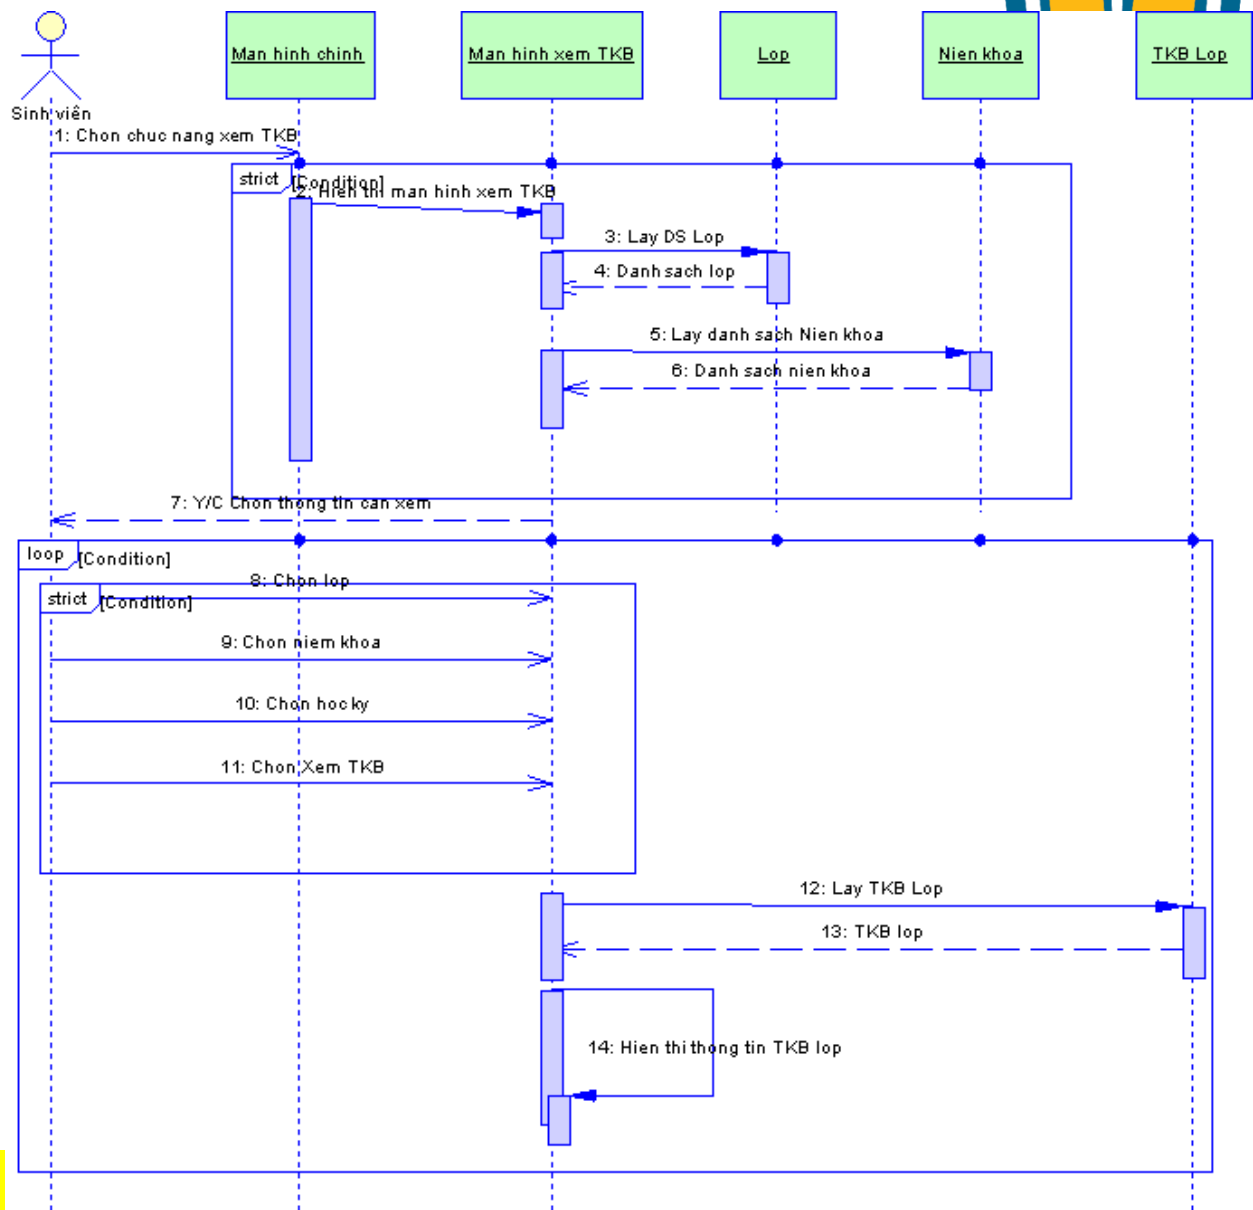 Man hinh chinh
Man hinh xem TKB
Lop
Nien khoa
TKB Lop
Sinh viên
1: Chon chuc nang xem TKB
strict
[Condition]
2: Hien thi man hinh xem TKB
3: Lay DS Lop
4: Danh sach lop
5: Lay danh sach Nien khoa
6: Danh sach nien khoa
7: Y/C Chon thong tin can xem
loop
[Condition]
8: Chon lop
strict
[Condition]
9: Chon niem khoa
10: Chon hoc ky
11: Chon Xem TKB
12: Lay TKB Lop
13: TKB lop
14: Hien thi thong tin TKB lop